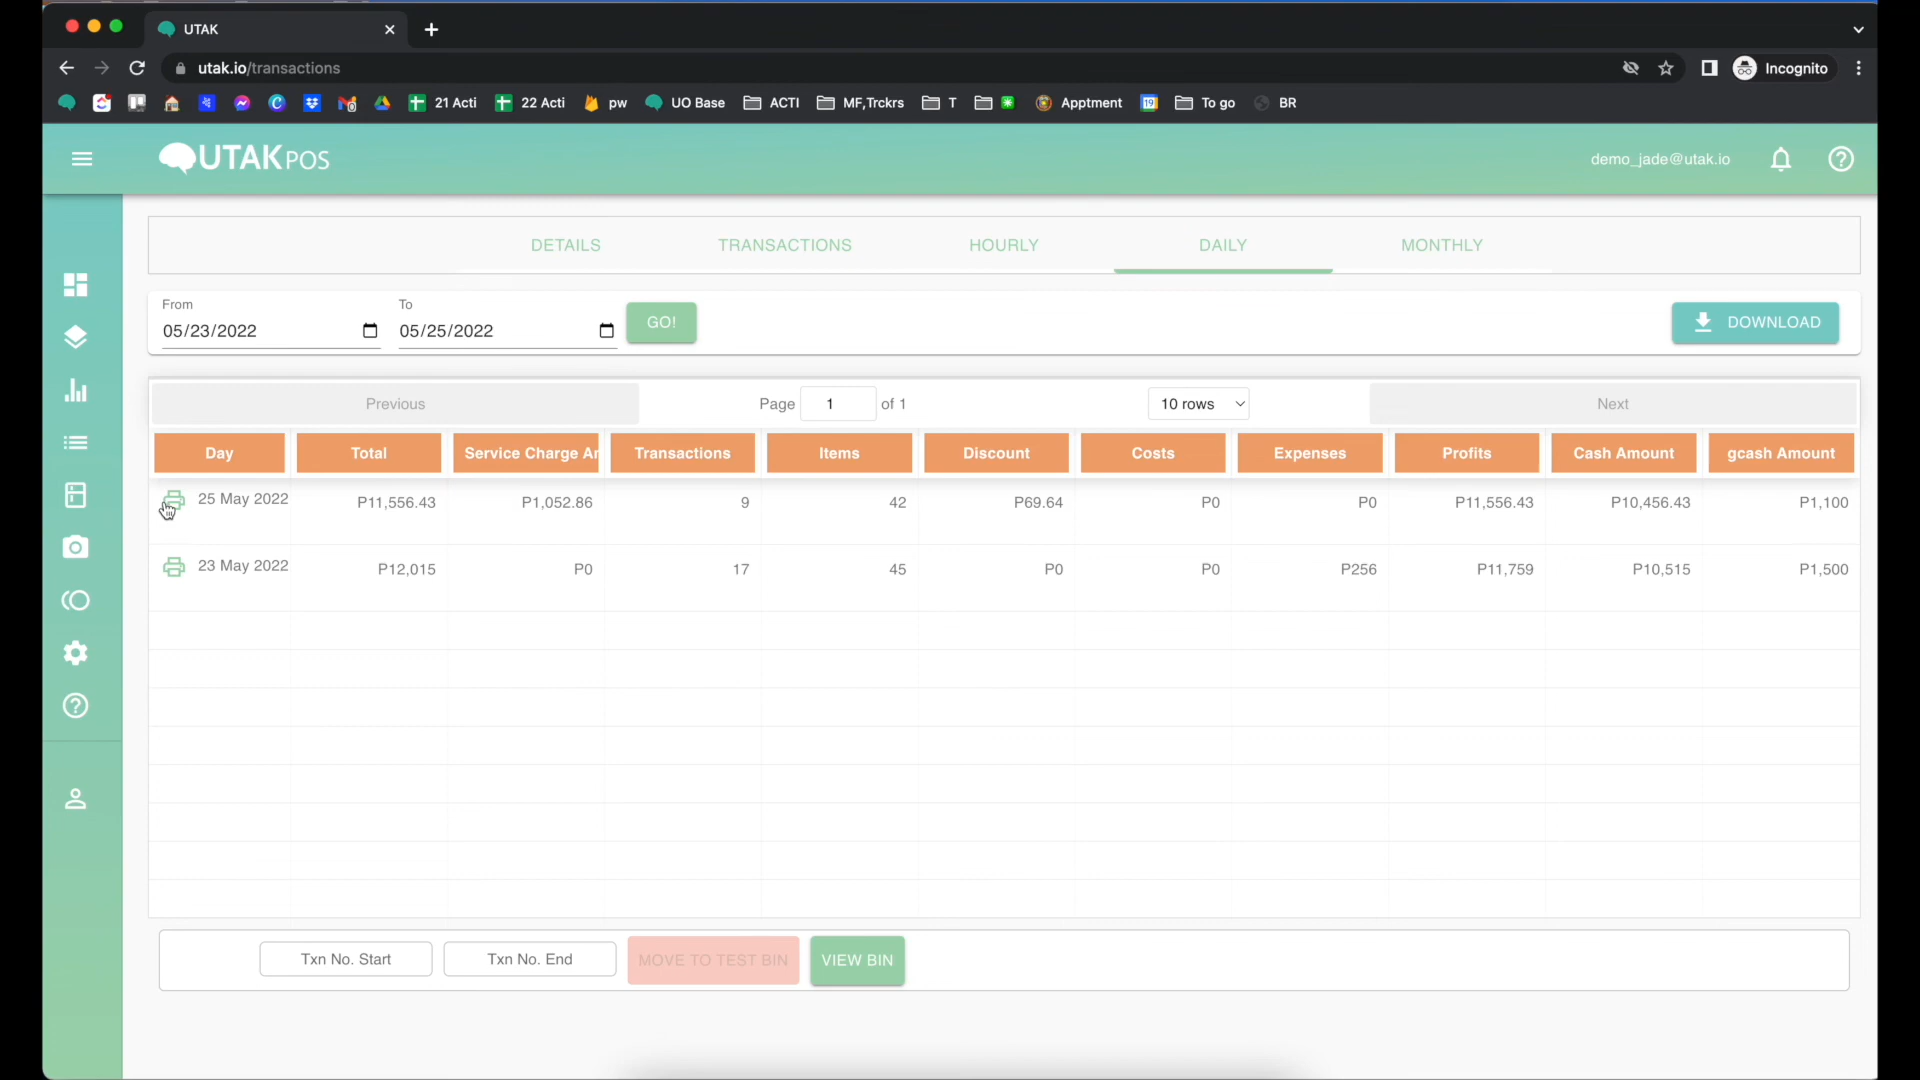 UTAK
utak.io/transactions
Incognito
21 Acti
22 Acti
pw
UO Base
ACTI
MF,Trckrs
T
Apptment
19
To go
BR
UTAK POS
demo_jade@utak.io
DETAILS
TRANSACTIONS
HOURLY
DAILY
MONTHLY
From
To
05/23/2022
05/25/2022
GO!
DOWNLOAD
Previous
Page 1 of 1
10 rows
Next
Day Total Service Charge Ar Transactions Items Discount Costs Expenses Profits Cash Amount gcash Amount
25 May 2022 P11,556.43 P1,052.86 9 42 P69.64 P0 P0 P11,556.43 P10,456.43 P1,100
23 May 2022 P12,015 P0 17 45 P0 P0 P256 P11,759 P10,515 P1,500
Txn No. Start
Txn No. End
MOVE TO TEST BIN
VIEW BIN